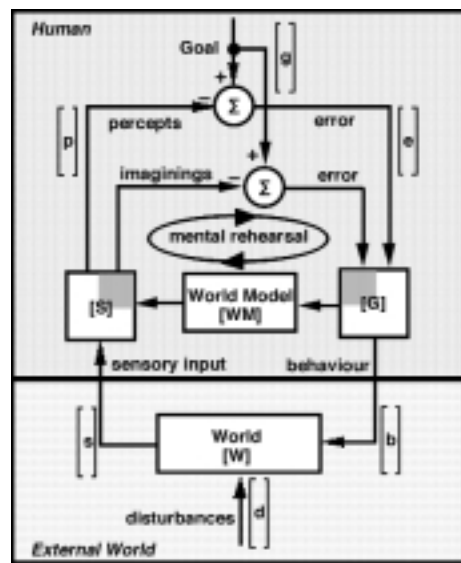 Human
Goal
g
+
−
Σ
percepts
error
p
e
imaginings
+
−
Σ
error
mental rehearsal
[S]
World Model
[WM]
[G]
sensory input
behaviour
s
World
[W]
b
disturbances
d
External World